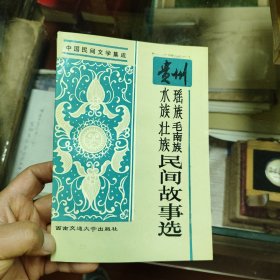 中国民间文学集成
贵州
瑶族 毛南族
水族 壮族
民间故事选
西南交通大学出版社